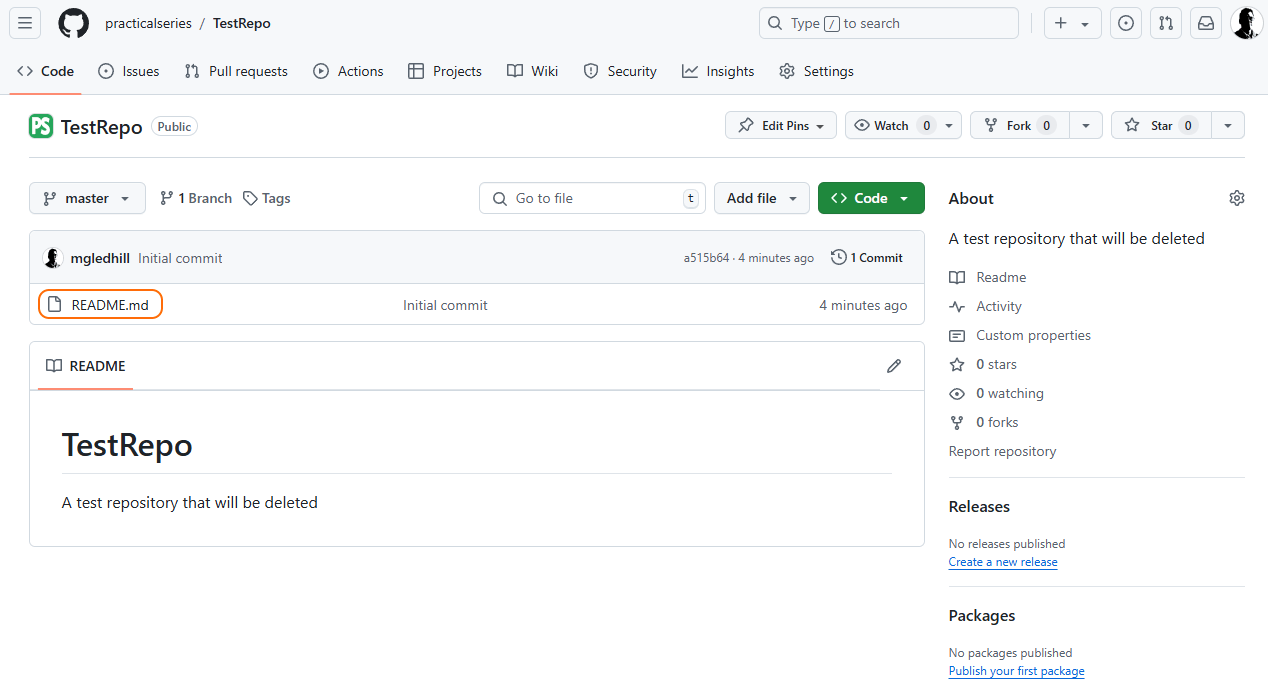 practicalseries / TestRepo
Type / to search
Code Issues Pull requests Actions Projects Wiki Security Insights Settings
PS TestRepo Public
Edit Pins Watch 0 Fork 0 Star 0
master 1 Branch Tags Go to file t Add file Code
mgledhill Initial commit a515b64 · 4 minutes ago 1 Commit
README.md Initial commit 4 minutes ago
README
TestRepo
A test repository that will be deleted
About
A test repository that will be deleted
Readme
Activity
Custom properties
0 stars
0 watching
0 forks
Report repository
Releases
No releases published
Create a new release
Packages
No packages published
Publish your first package